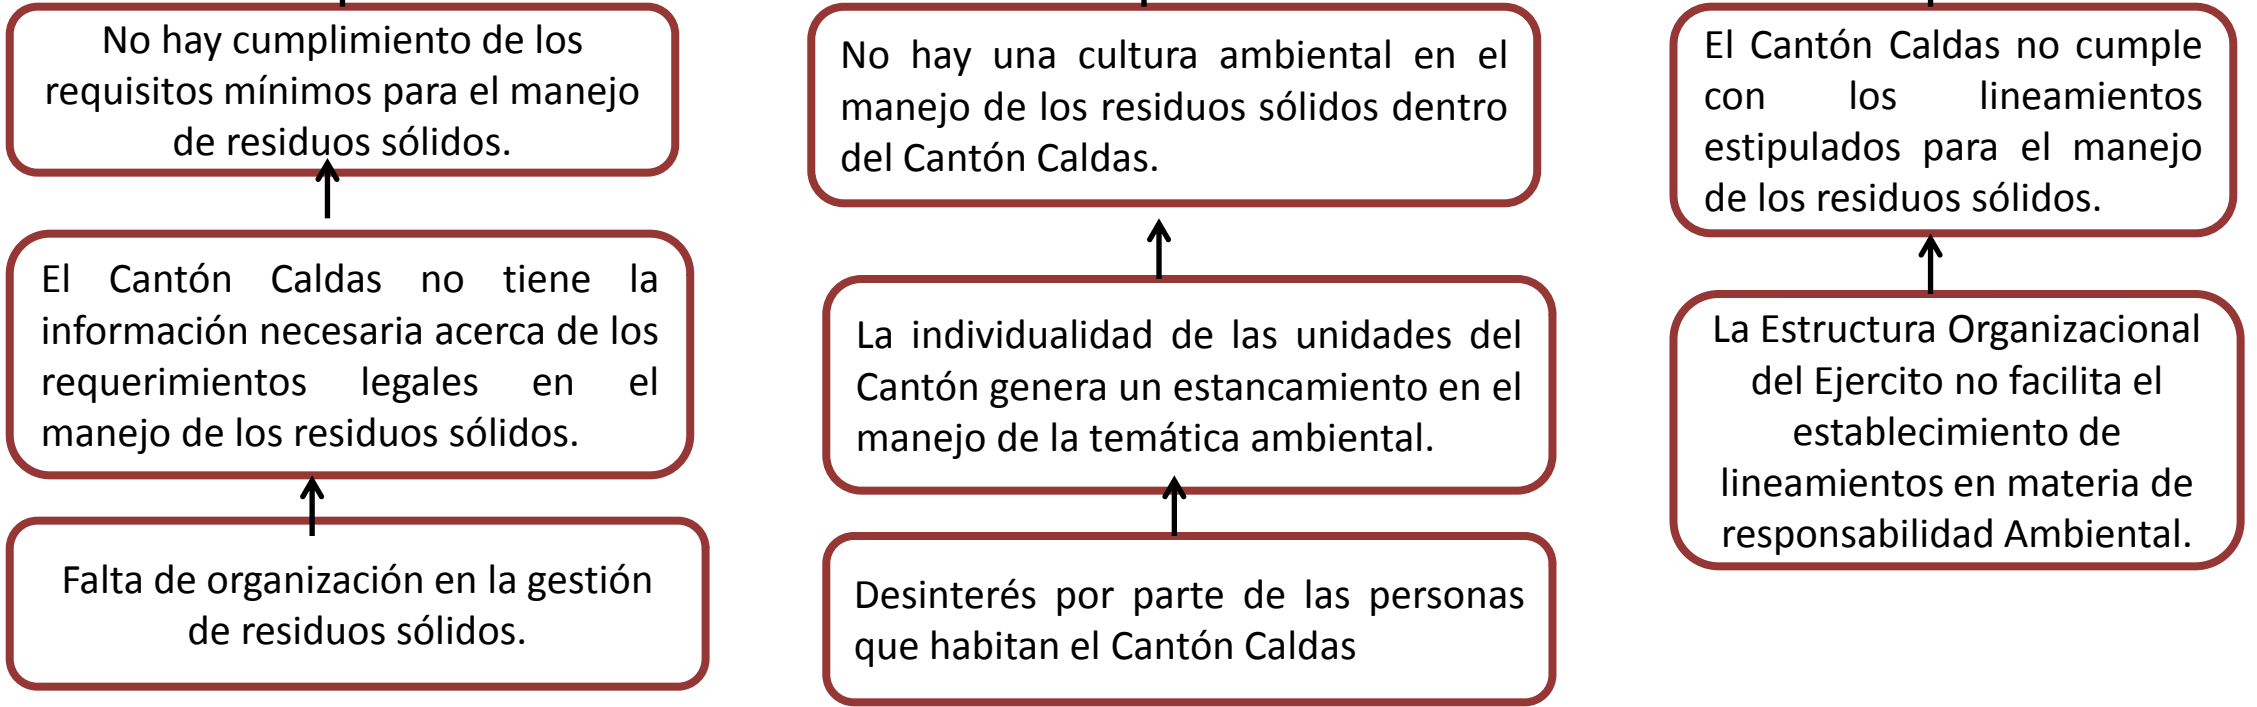 No hay cumplimiento de los
requisitos mínimos para el manejo
de residuos sólidos.
El Cantón Caldas no tiene la
información necesaria acerca de los
requerimientos legales en el
manejo de los residuos sólidos.
Falta de organización en la gestión
de residuos sólidos.
No hay una cultura ambiental en el
manejo de los residuos sólidos dentro
del Cantón Caldas.
La individualidad de las unidades del
Cantón genera un estancamiento en el
manejo de la temática ambiental.
Desinterés por parte de las personas
que habitan el Cantón Caldas
El Cantón Caldas no cumple
con los lineamientos
estipulados para el manejo
de los residuos sólidos.
La Estructura Organizacional
del Ejercito no facilita el
establecimiento de
lineamientos en materia de
responsabilidad Ambiental.